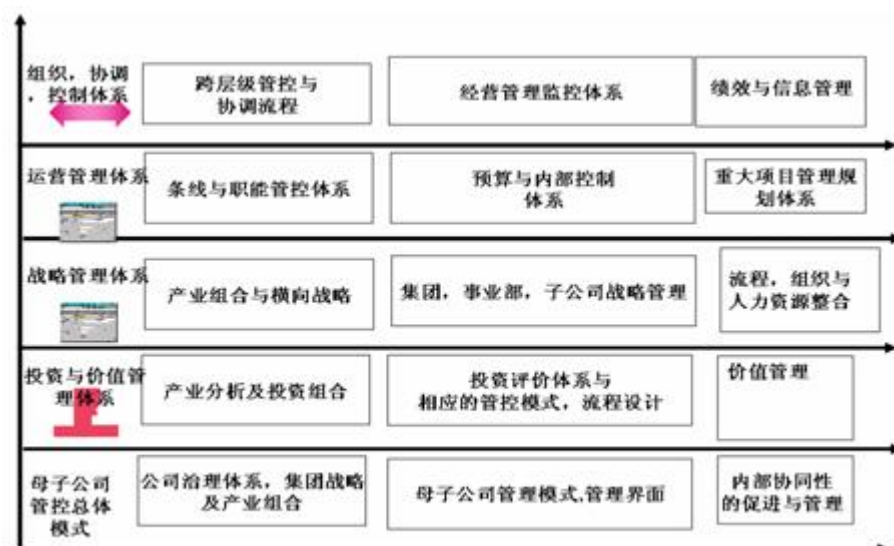 组织，协调
，控制体系
跨层级管控与
协调流程
经营管理监控体系
绩效与信息管理
运营管理体系
条线与职能管控体系
预算与内部控制
体系
重大项目管理规
划体系
战略管理体系
产业组合与横向战略
集团，事业部，子公司战略管理
流程，组织与
人力资源整合
投资与价值管
理体系
产业分析及投资组合
投资评价体系与
相应的管控模式，流程设计
价值管理
母子公司
管控总体
模式
公司治理体系，集团战略
及产业组合
母子公司管理模式,管理界面
内部协同性
的促进与管理